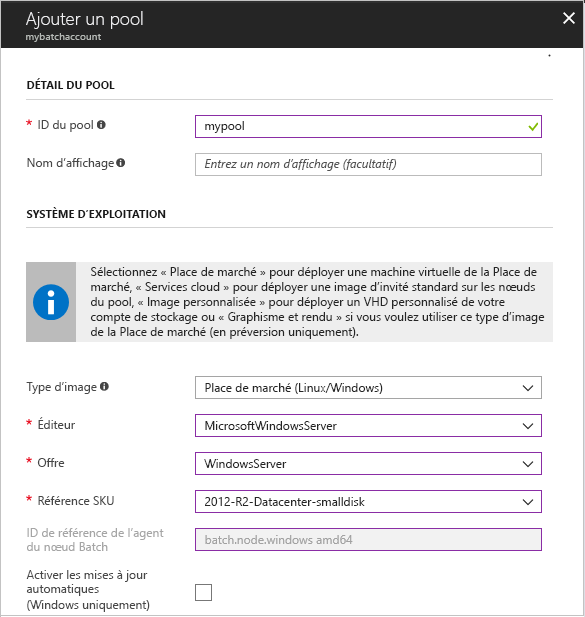 Ajouter un pool
mybatchaccount
DÉTAIL DU POOL
* ID du pool
mypool
Nom d'affichage
Entrez un nom d'affichage (facultatif)
SYSTÈME D'EXPLOITATION
Sélectionnez « Place de marché » pour déployer une machine virtuelle de la Place de
marché, « Services cloud » pour déployer une image d'invité standard sur les nœuds
du pool, « Image personnalisée » pour déployer un VHD personnalisé de votre
compte de stockage ou « Graphisme et rendu » si vous voulez utiliser ce type d'image
de la Place de marché (en préversion uniquement).
Type d'image
Place de marché (Linux/Windows)
* Éditeur
MicrosoftWindowsServer
* Offre
WindowsServer
* Référence SKU
2012-R2-Datacenter-smalldisk
ID de référence de l'agent
du nœud Batch
batch.node.windows amd64
Activer les mises à jour
automatiques
(Windows uniquement)